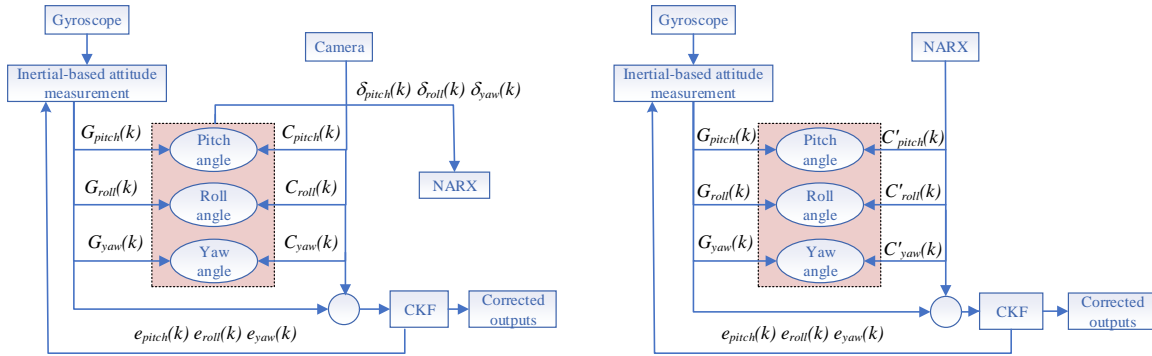 Gyroscope
Camera
Inertial-based attitude
measurement
δpitch(k) δroll(k) δyaw(k)
Gpitch(k)
Pitch
angle
Cpitch(k)
Groll(k)
Roll
angle
Croll(k)
NARX
Gyaw(k)
Yaw
angle
Cyaw(k)
CKF
Corrected
outputs
epitch(k) eroll(k) eyaw(k)
Gyroscope
NARX
Inertial-based attitude
measurement
Gpitch(k)
Pitch
angle
C'pitch(k)
Groll(k)
Roll
angle
C'roll(k)
Gyaw(k)
Yaw
angle
C'yaw(k)
CKF
Corrected
outputs
epitch(k) eroll(k) eyaw(k)